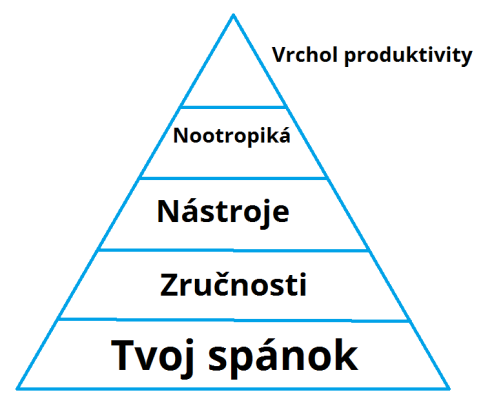 Vrchol produktivity
Nootropiká
Nástroje
Zručnosti
Tvoj spánok